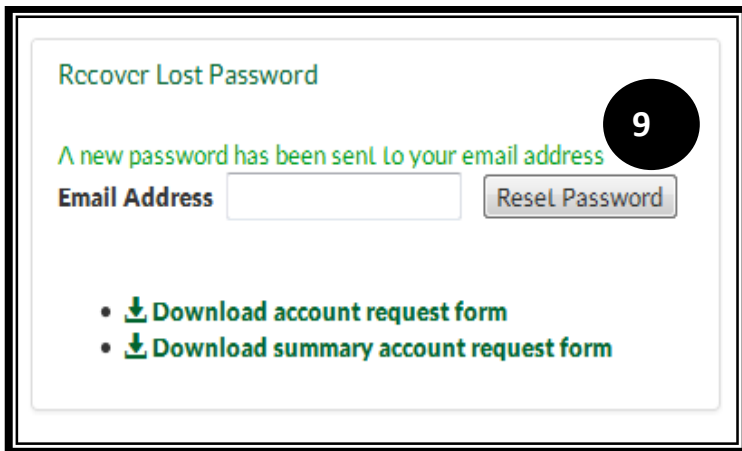 Recover Lost Password
9
A new password has been sent to your email address
Email Address Reset Password
Download account request form
Download summary account request form